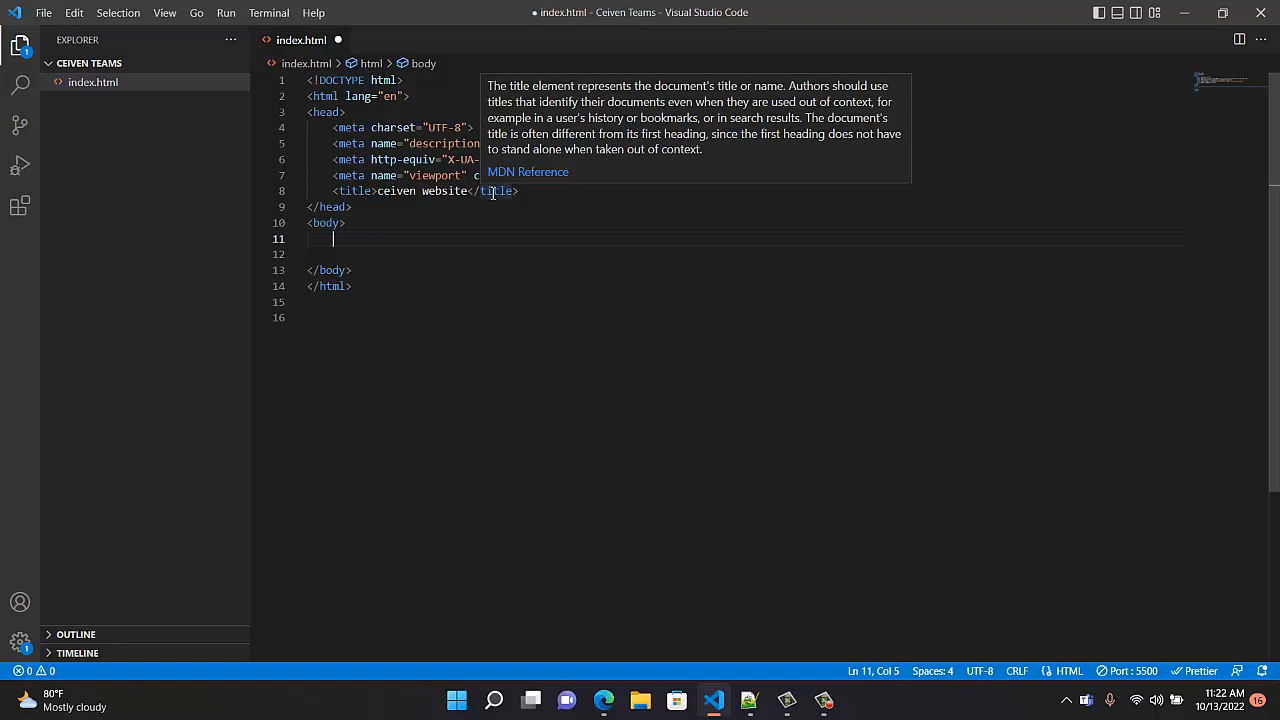 File Edit Selection View Go Run Terminal Help
● index.html - Ceiven Teams - Visual Studio Code
EXPLORER
CEIVEN TEAMS
index.html
1
index.html
index.html > html > body
1 <!DOCTYPE html>
2 <html lang="en">
3 <head>
4 <meta charset="UTF-8">
5 <meta name="description
6 <meta http-equiv="X-UA-
7 <meta name="viewport" c
8 <title>ceiven website</title>
9 </head>
10 <body>
11
12
13 </body>
14 </html>
15
16
The title element represents the document's title or name. Authors should use
titles that identify their documents even when they are used out of context, for
example in a user's history or bookmarks, or in search results. The document's
title is often different from its first heading, since the first heading does not have
to stand alone when taken out of context.
MDN Reference
1
OUTLINE
TIMELINE
0 0
Ln 11, Col 5 Spaces: 4 UTF-8 CRLF HTML Port : 5500 Prettier
80°F
Mostly cloudy
11:22 AM
10/13/2022
16